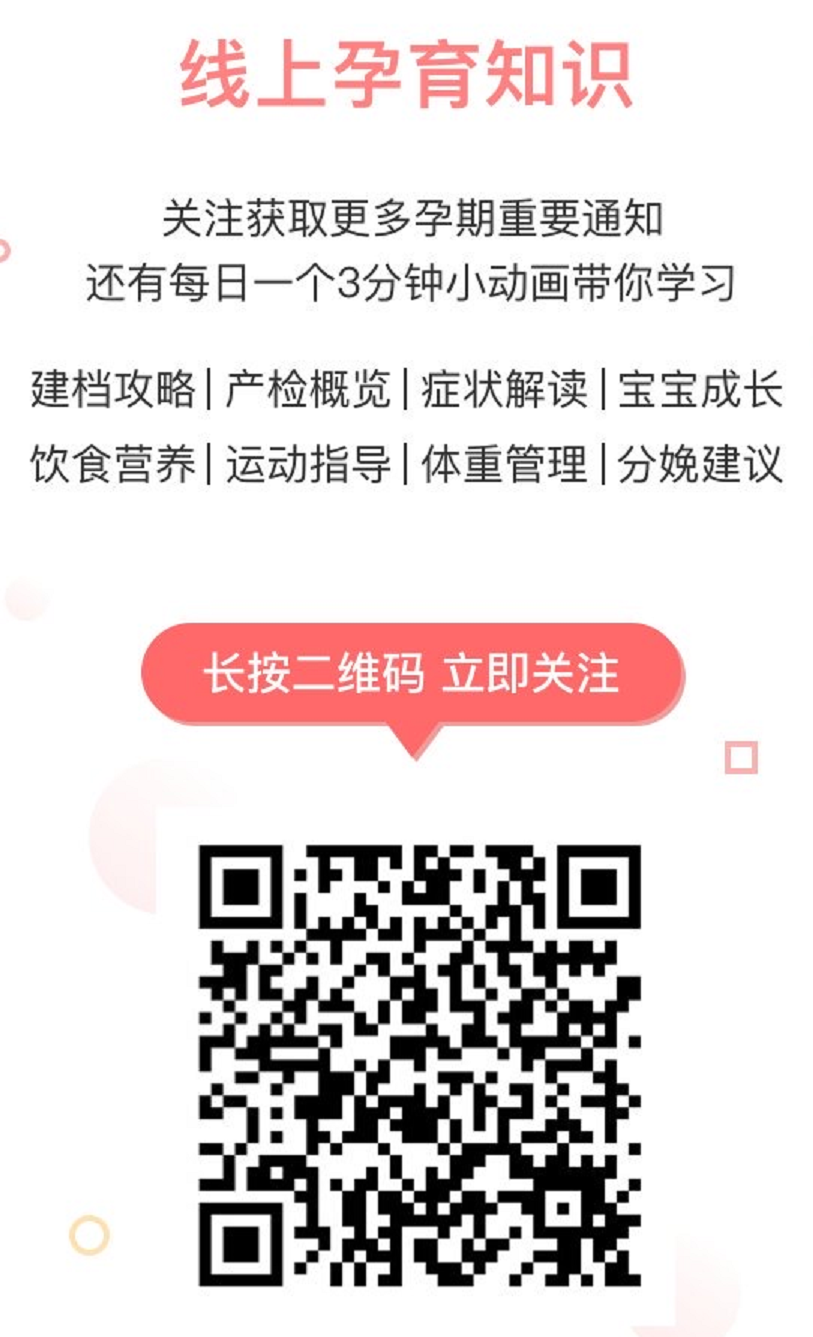 线上孕育知识
关注获取更多孕期重要通知
还有每日一个3分钟小动画带你学习
建档攻略|产检概览|症状解读|宝宝成长
饮食营养|运动指导|体重管理|分娩建议
长按二维码 立即关注